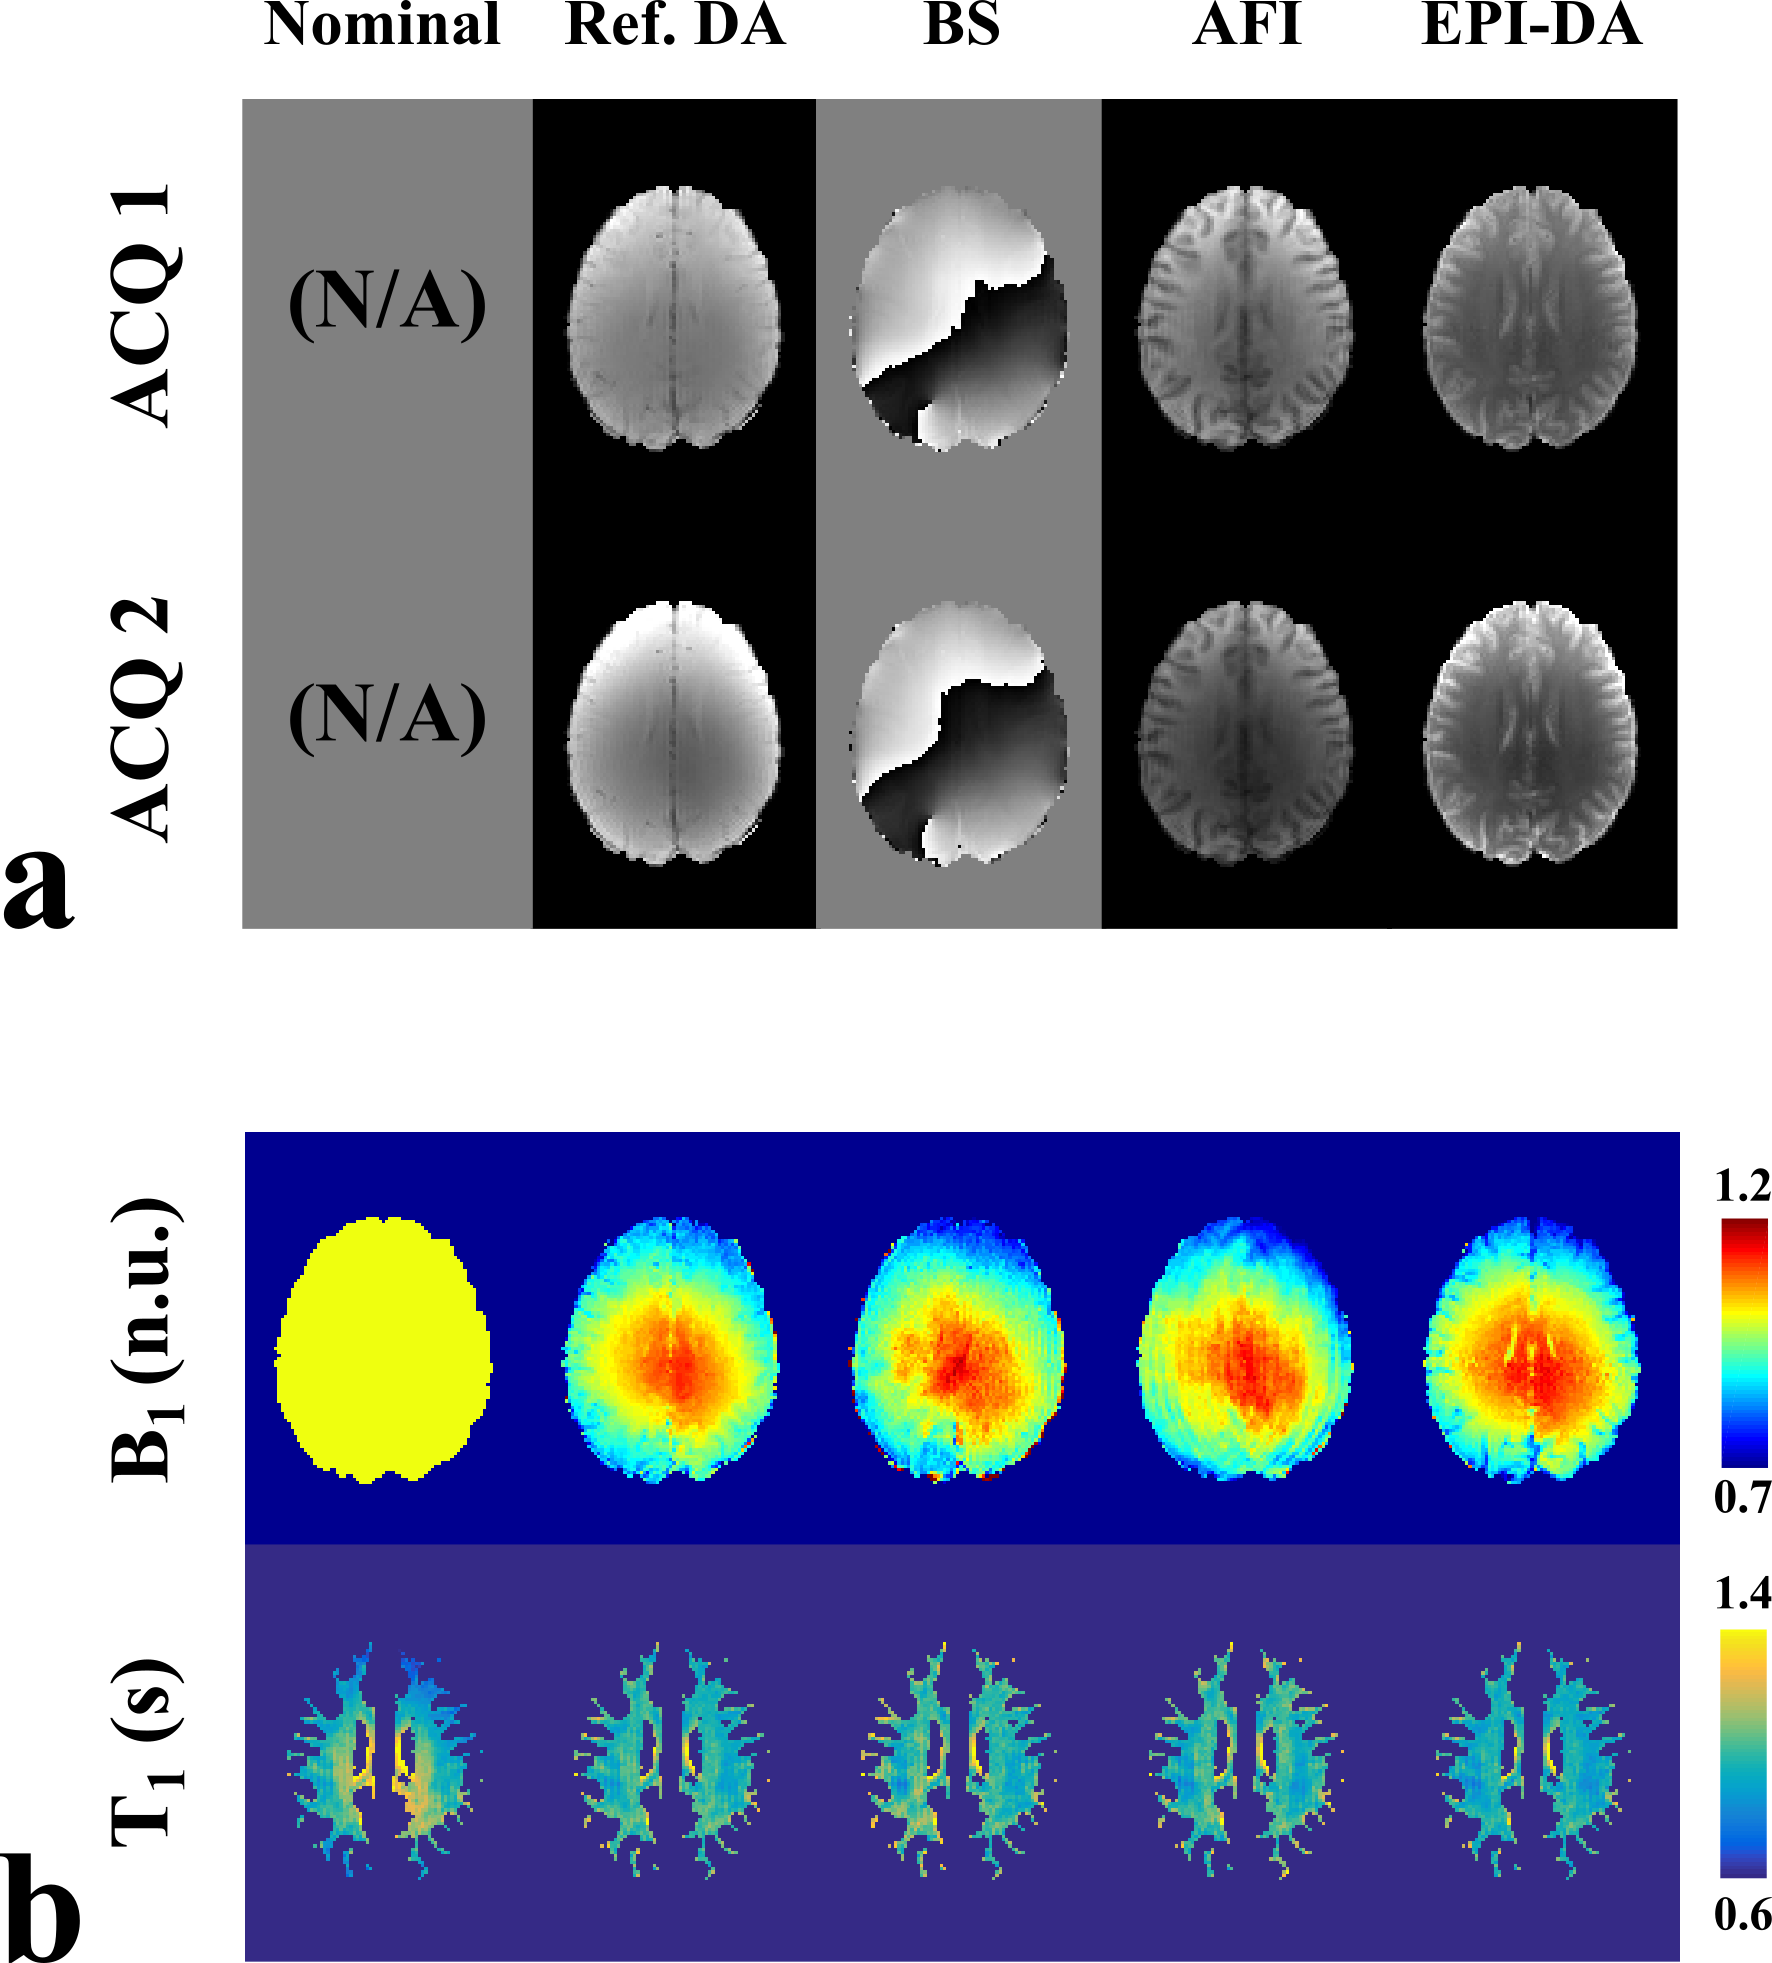 Nominal Ref. DA BS AFI EPI-DA
ACQ 1
(N/A)
ACQ 2
(N/A)
a
B1 (n.u.)
1.2
0.7
T1 (s)
1.4
0.6
b